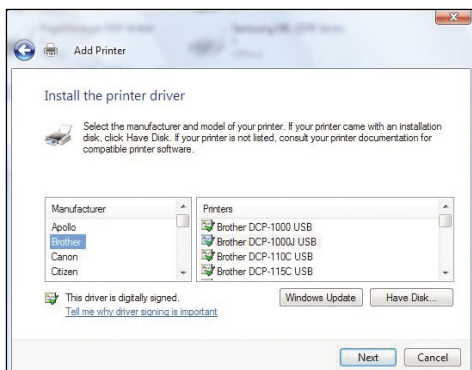 Add Printer
Install the printer driver
Select the manufacturer and model of your printer. If your printer came with an installation
disk, click Have Disk. If your printer is not listed, consult your printer documentation for
compatible printer software.
Manufacturer
Apollo
Brother
Canon
Citizen
Printers
Brother DCP-1000 USB
Brother DCP-1000J USB
Brother DCP-110C USB
Brother DCP-115C USB
This driver is digitally signed.
Tell me why driver signing is important
Windows Update
Have Disk...
Next
Cancel